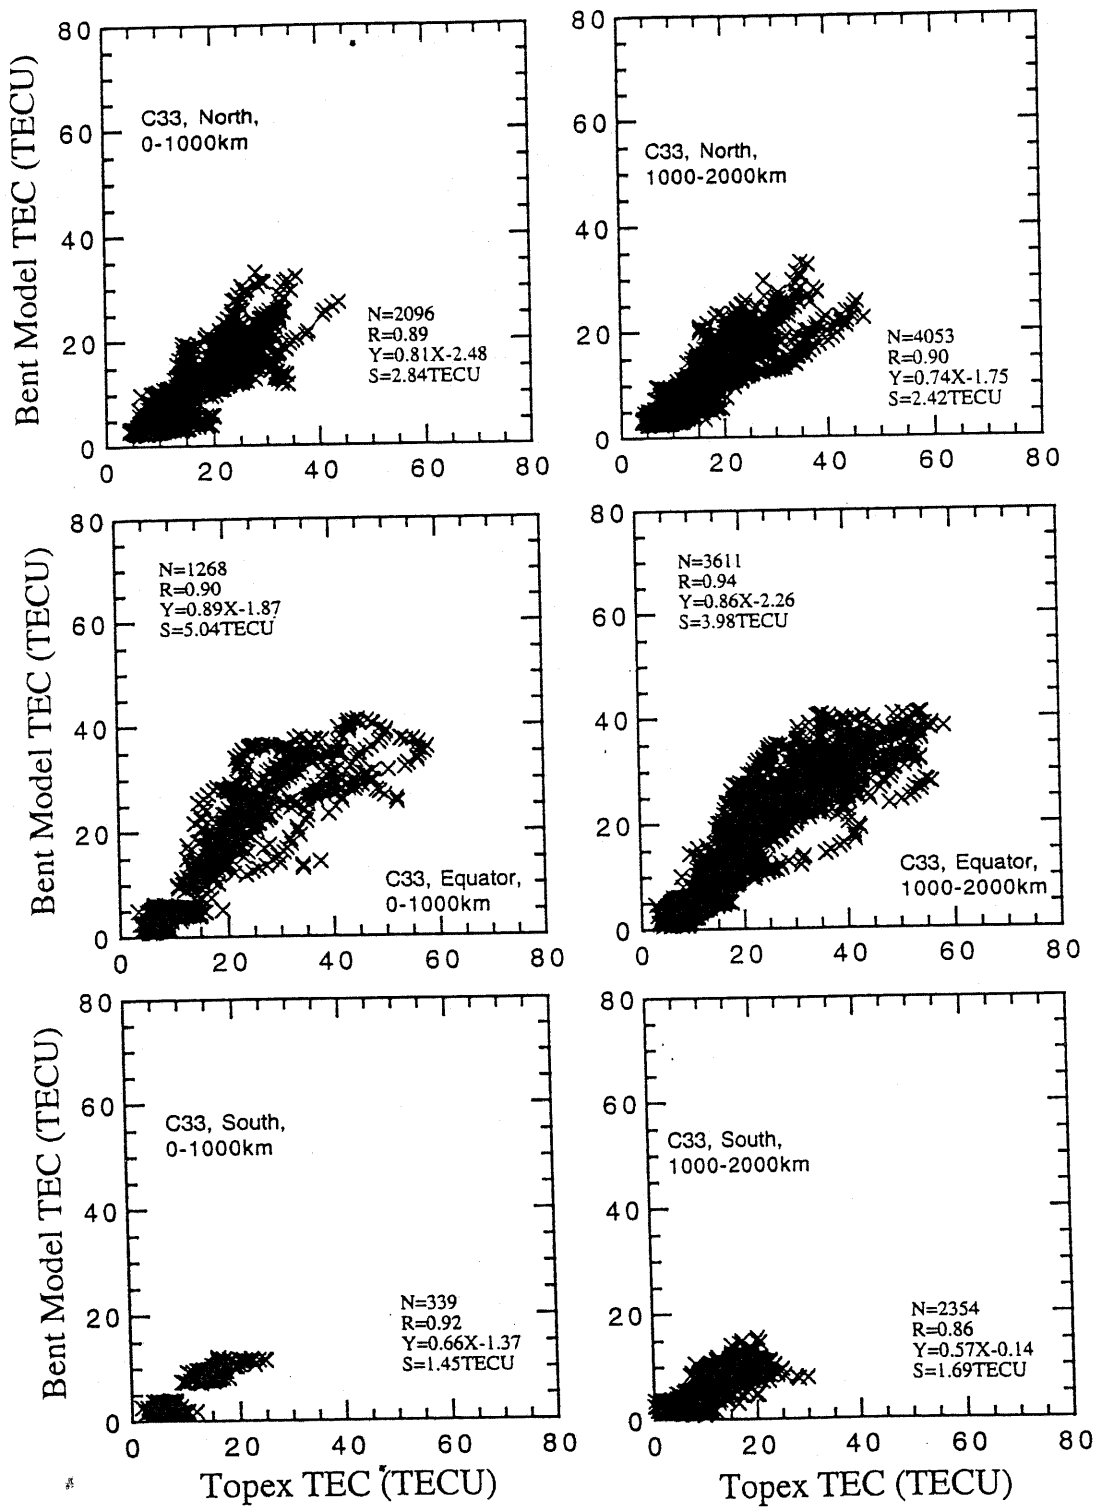 80
60
40
20
0
0 20 40 60 80
Bent Model TEC (TECU)
C33, North,
0-1000km
N=2096
R=0.89
Y=0.81X-2.48
S=2.84TECU
80
60
40
20
0
0 20 40 60 80
C33, North,
1000-2000km
N=4053
R=0.90
Y=0.74X-1.75
S=2.42TECU
80
60
40
20
0
0 20 40 60 80
Bent Model TEC (TECU)
N=1268
R=0.90
Y=0.89X-1.87
S=5.04TECU
C33, Equator,
0-1000km
80
60
40
20
0
0 20 40 60 80
N=3611
R=0.94
Y=0.86X-2.26
S=3.98TECU
C33, Equator,
1000-2000km
80
60
40
20
0
0 20 40 60 80
Bent Model TEC (TECU)
C33, South,
0-1000km
N=339
R=0.92
Y=0.66X-1.37
S=1.45TECU
Topex TEC (TECU)
80
60
40
20
0
0 20 40 60 80
C33, South,
1000-2000km
N=2354
R=0.86
Y=0.57X-0.14
S=1.69TECU
Topex TEC (TECU)